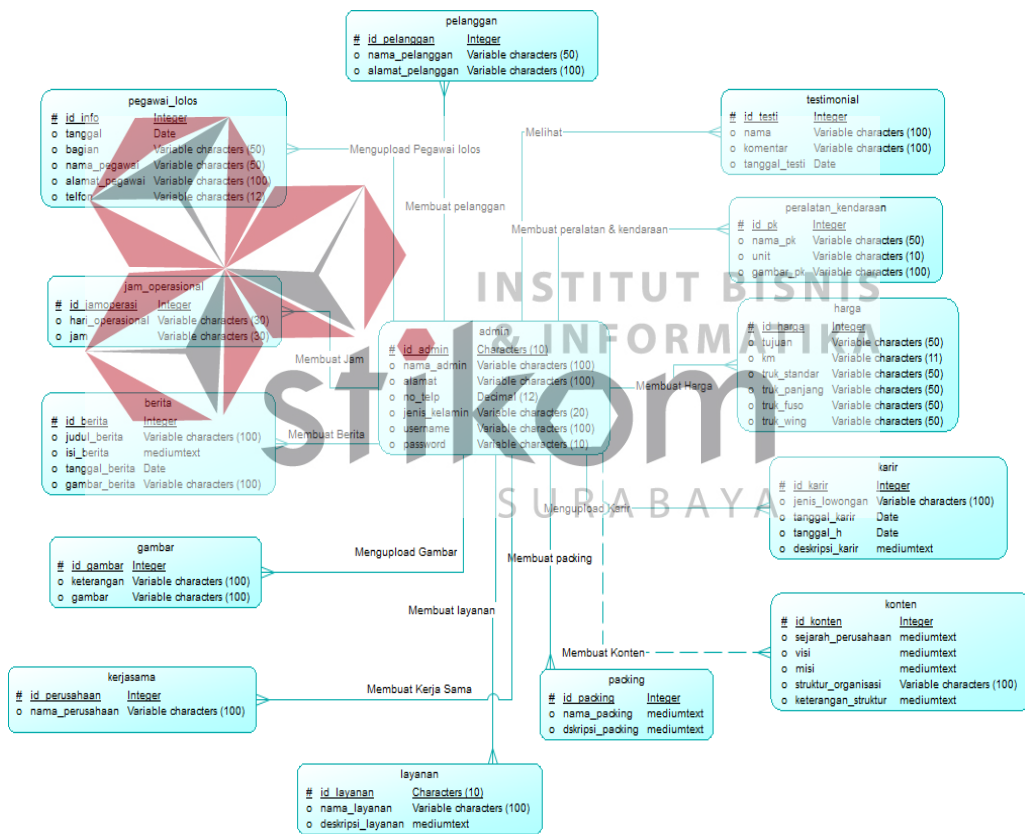 pelanggan
# id_pelanggan Integer
o nama_pelanggan Variable characters (50)
o alamat_pelanggan Variable characters (100)
pegawai_lolos
# id_info Integer
o tanggal Date
o bagian Variable characters (50)
o nama_pegawai Variable characters (50)
o alamat_pegawai Variable characters (100)
o telfon Variable characters (12)
Mengupload Pegawai lolos
Membuat pelanggan
Melihat
testimonial
# id_testi Integer
o nama Variable characters (100)
o komentar Variable characters (100)
o tanggal_testi Date
Membuat peralatan & kendaraan
peralatan_kendaraan
# id_pk Integer
o nama_pk Variable characters (50)
o unit Variable characters (10)
o gambar_pk Variable characters (100)
INSTITUT BISNIS
& INFORMATIKA
stikom
SURABAYA
jam_operasional
# id_jamoperasi Integer
o hari_operasional Variable characters (30)
o jam Variable characters (30)
Membuat Jam
admin
# id_admin Characters (10)
o nama_admin Variable characters (100)
o alamat Variable characters (100)
o no_telp Decimal (12)
o jenis_kelamin Variable characters (20)
o username Variable characters (100)
o password Variable characters (10)
Membuat Harga
harga
# id_harga Integer
o tujuan Variable characters (50)
o km Variable characters (11)
o truk_standar Variable characters (50)
o truk_panjang Variable characters (50)
o truk_fuso Variable characters (50)
o truk_wing Variable characters (50)
berita
# id_berita Integer
o judul_berita Variable characters (100)
o isi_berita mediumtext
o tanggal_berita Date
o gambar_berita Variable characters (100)
Membuat Berita
Mengupload Karir
karir
# id_karir Integer
o jenis_lowongan Variable characters (100)
o tanggal_karir Date
o tanggal_h Date
o deskripsi_karir mediumtext
gambar
# id_gambar Integer
o keterangan Variable characters (100)
o gambar Variable characters (100)
Mengupload Gambar
Membuat packing
Membuat layanan
Membuat Konten
konten
# id_konten Integer
o sejarah_perusahaan mediumtext
o visi mediumtext
o misi mediumtext
o struktur_organisasi Variable characters (100)
o keterangan_struktur mediumtext
kerjasama
# id_perusahaan Integer
o nama_perusahaan Variable characters (100)
Membuat Kerja Sama
packing
# id_packing Integer
o nama_packing mediumtext
o dskripsi_packing mediumtext
layanan
# id_layanan Characters (10)
o nama_layanan Variable characters (100)
o deskripsi_layanan mediumtext